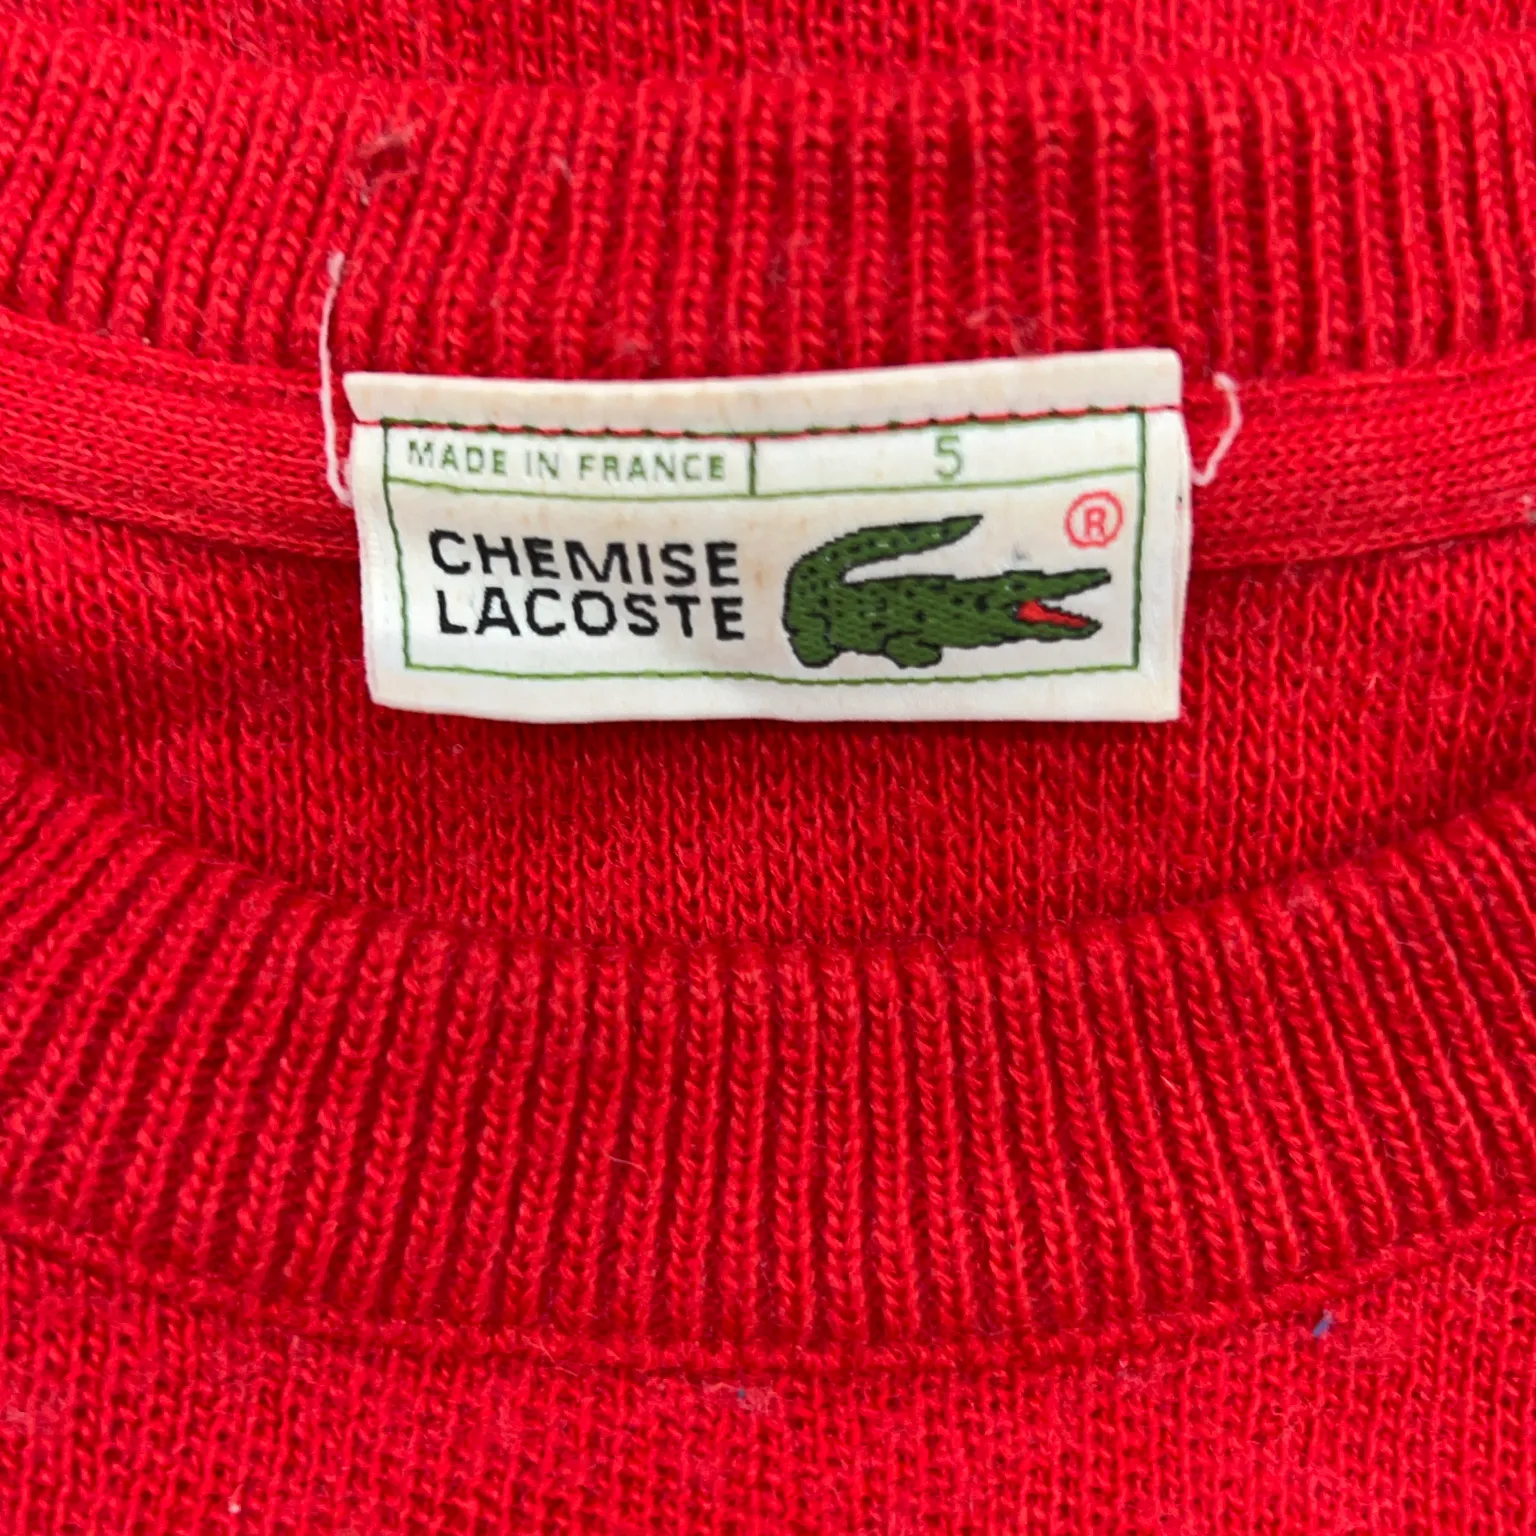 MADE IN FRANCE 5
®
CHEMISE
LACOSTE